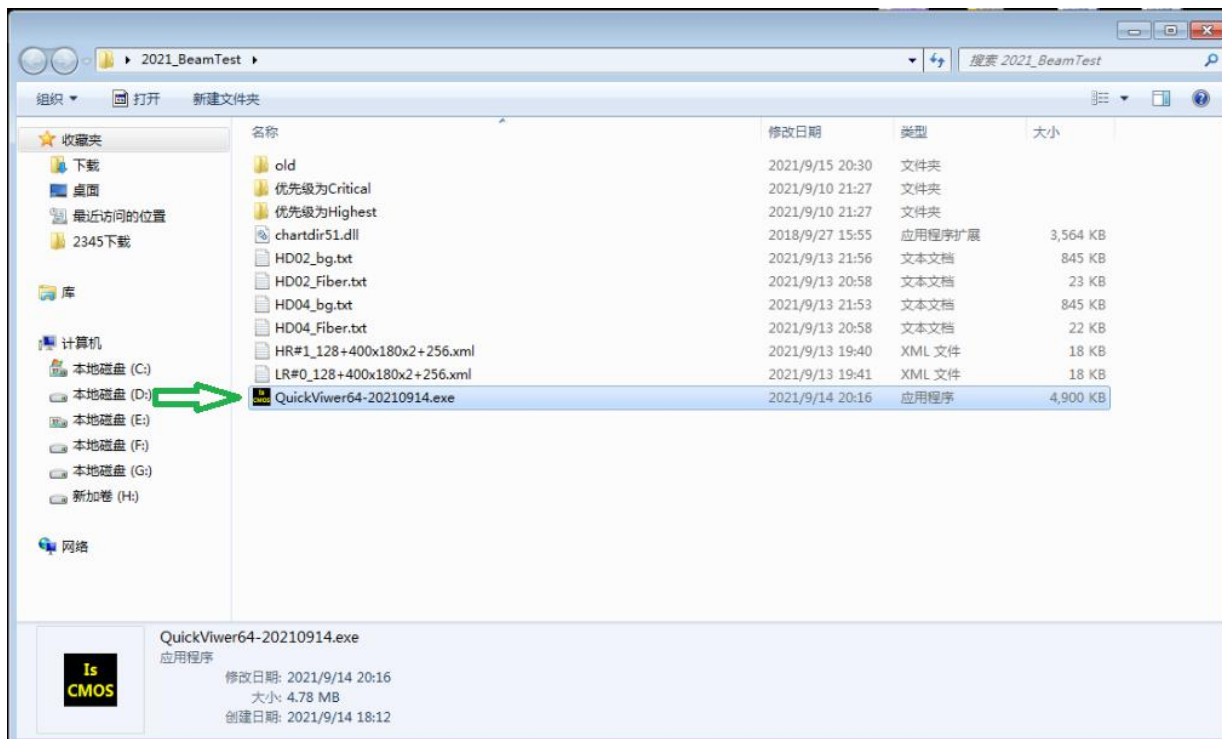 2021_BeamTest
搜索 2021_BeamTest
组织 打开 新建文件夹
名称 修改日期 类型 大小
收藏夹
下载
桌面
最近访问的位置
2345下载
库
计算机
本地磁盘 (C:)
本地磁盘 (D:)
本地磁盘 (E:)
本地磁盘 (F:)
本地磁盘 (G:)
新加卷 (H:)
网络
old 2021/9/15 20:30 文件夹
优先级为Critical 2021/9/10 21:27 文件夹
优先级为Highest 2021/9/10 21:27 文件夹
chartdir51.dll 2018/9/27 15:55 应用程序扩展 3,564 KB
HD02_bg.txt 2021/9/13 21:56 文本文档 845 KB
HD02_Fiber.txt 2021/9/13 20:58 文本文档 23 KB
HD04_bg.txt 2021/9/13 21:53 文本文档 845 KB
HD04_Fiber.txt 2021/9/13 20:58 文本文档 22 KB
HR#1_128+400x180x2+256.xml 2021/9/13 19:40 XML 文件 18 KB
LR#0_128+400x180x2+256.xml 2021/9/13 19:41 XML 文件 18 KB
QuickViwer64-20210914.exe 2021/9/14 20:16 应用程序 4,900 KB
Is
CMOS
QuickViwer64-20210914.exe
应用程序
修改日期: 2021/9/14 20:16
大小: 4.78 MB
创建日期: 2021/9/14 18:12